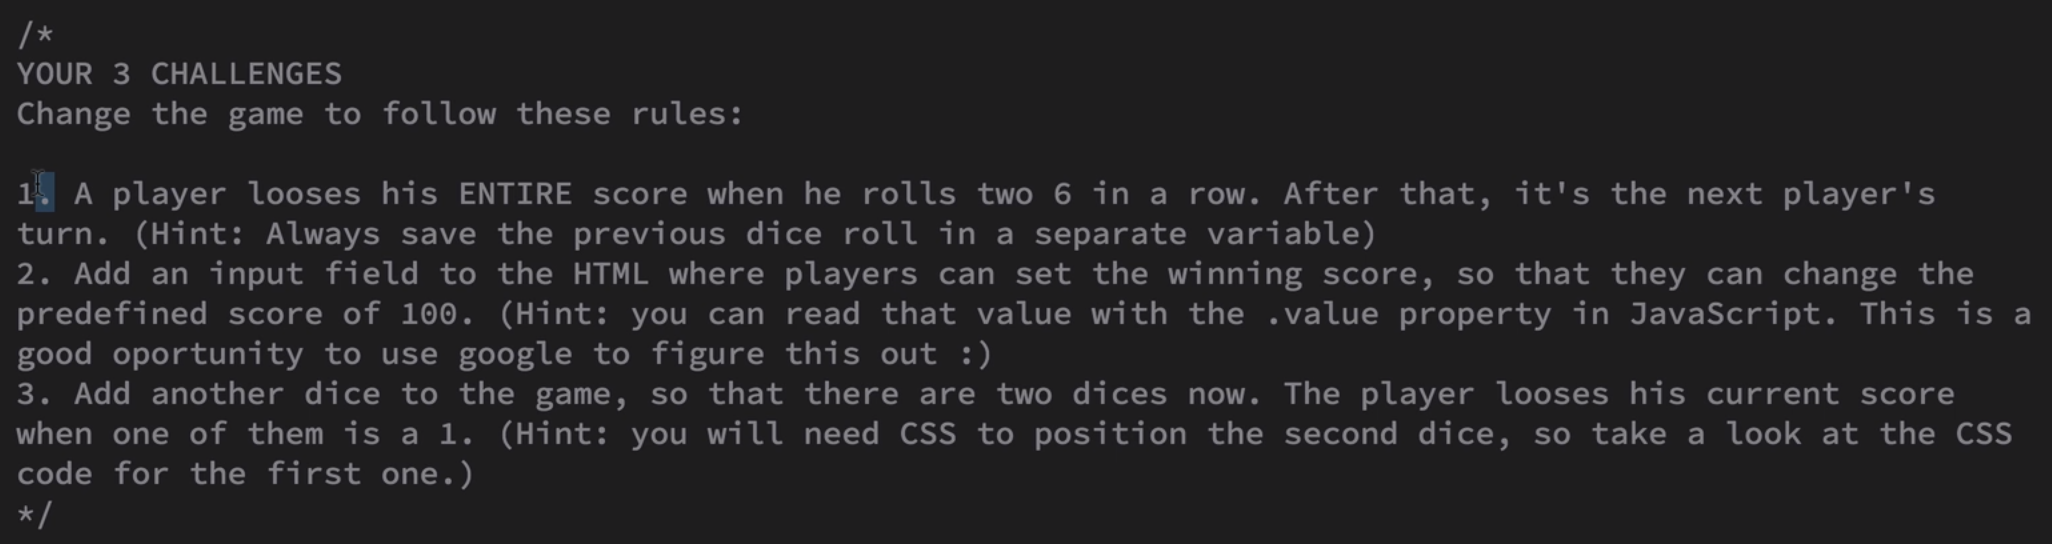 /*
YOUR 3 CHALLENGES
Change the game to follow these rules:
1. A player looses his ENTIRE score when he rolls two 6 in a row. After that, it's the next player's
turn. (Hint: Always save the previous dice roll in a separate variable)
2. Add an input field to the HTML where players can set the winning score, so that they can change the
predefined score of 100. (Hint: you can read that value with the .value property in JavaScript. This is a
good oportunity to use google to figure this out :)
3. Add another dice to the game, so that there are two dices now. The player looses his current score
when one of them is a 1. (Hint: you will need CSS to position the second dice, so take a look at the CSS
code for the first one.)
*/